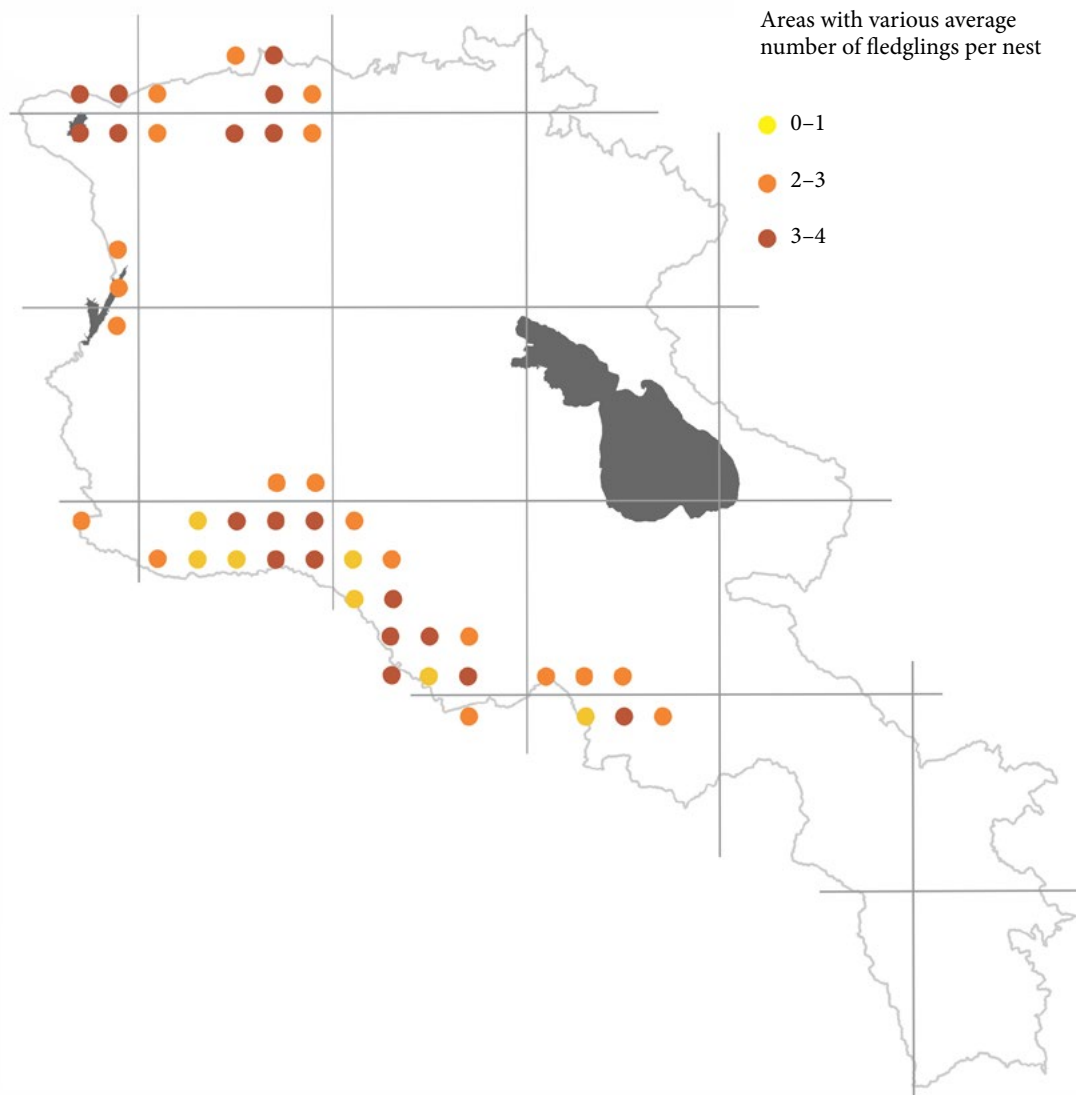 Areas with various average
number of fledglings per nest
0–1
2–3
3–4